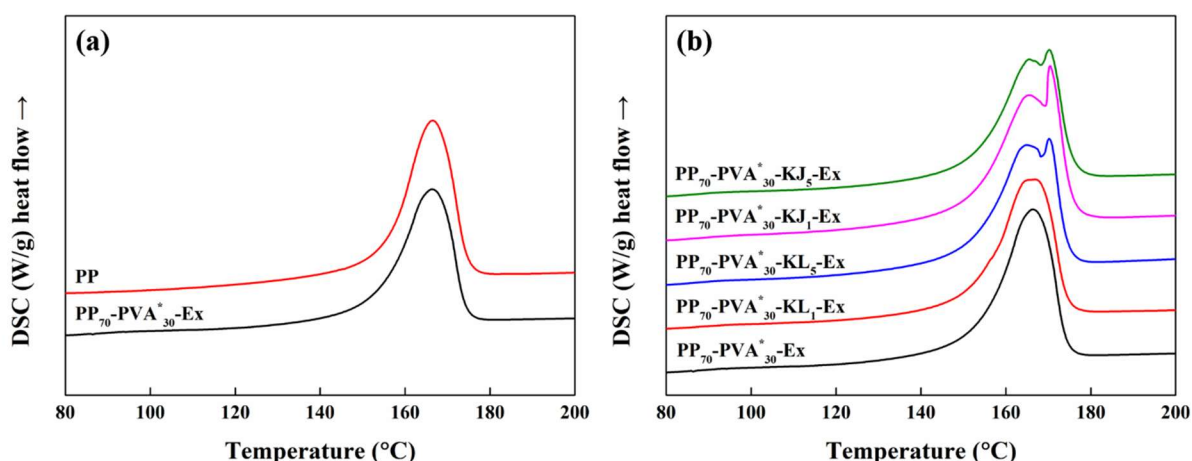 (a)
DSC (W/g) heat flow →
PP
PP₇₀-PVA*₃₀-Ex
80 100 120 140 160 180 200
Temperature (°C)
(b)
DSC (W/g) heat flow →
PP₇₀-PVA*₃₀-KJ₅-Ex
PP₇₀-PVA*₃₀-KJ₁-Ex
PP₇₀-PVA*₃₀-KL₅-Ex
PP₇₀-PVA*₃₀-KL₁-Ex
PP₇₀-PVA*₃₀-Ex
80 100 120 140 160 180 200
Temperature (°C)